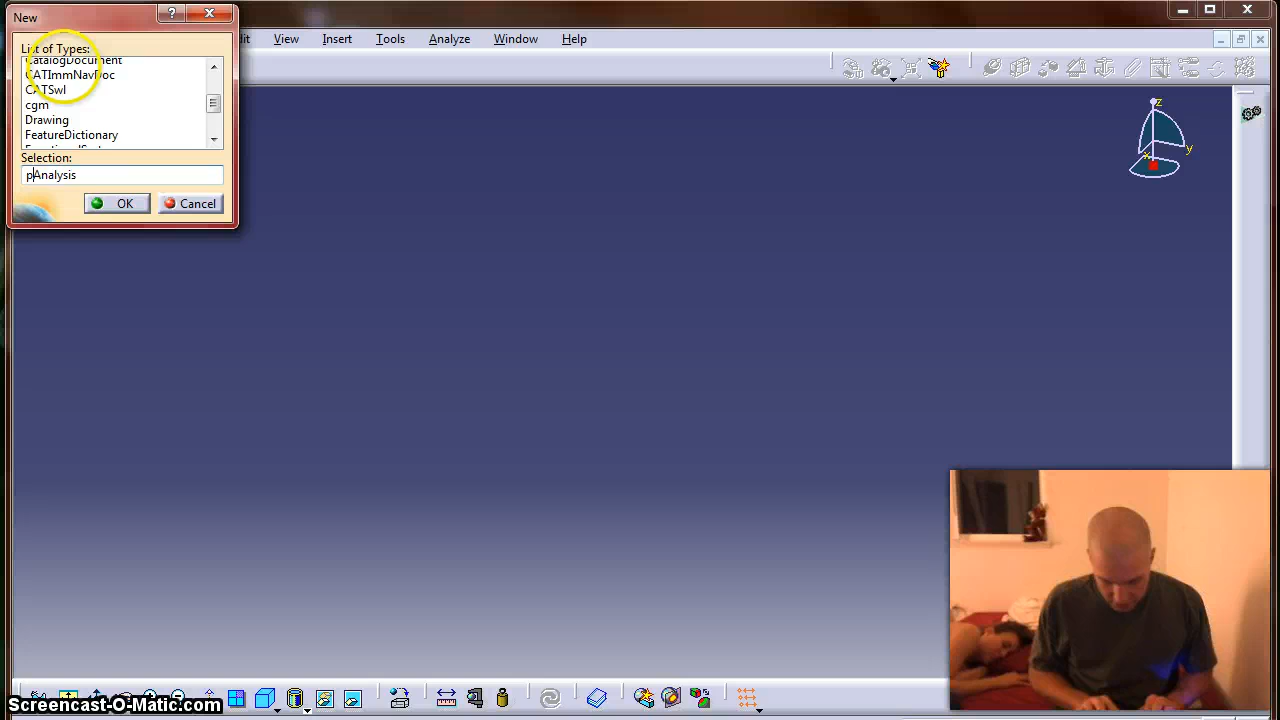 New
?
Insert
View
Tools
Analyze
Window
Help
List of Types:
CatalogDocument
CATImmNavDoc
CATSwl
cgm
Drawing
FeatureDictionary
Selection:
pAnalysis
OK
Cancel
z
y
x
Screencast-O-Matic.com